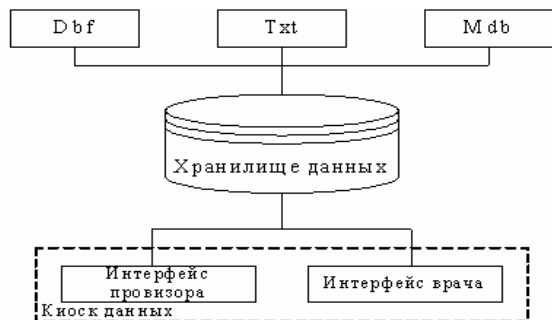 Dbf
Txt
Mdb
Хранилище данных
Интерфейс
провизора
Интерфейс врача
Киоск данных